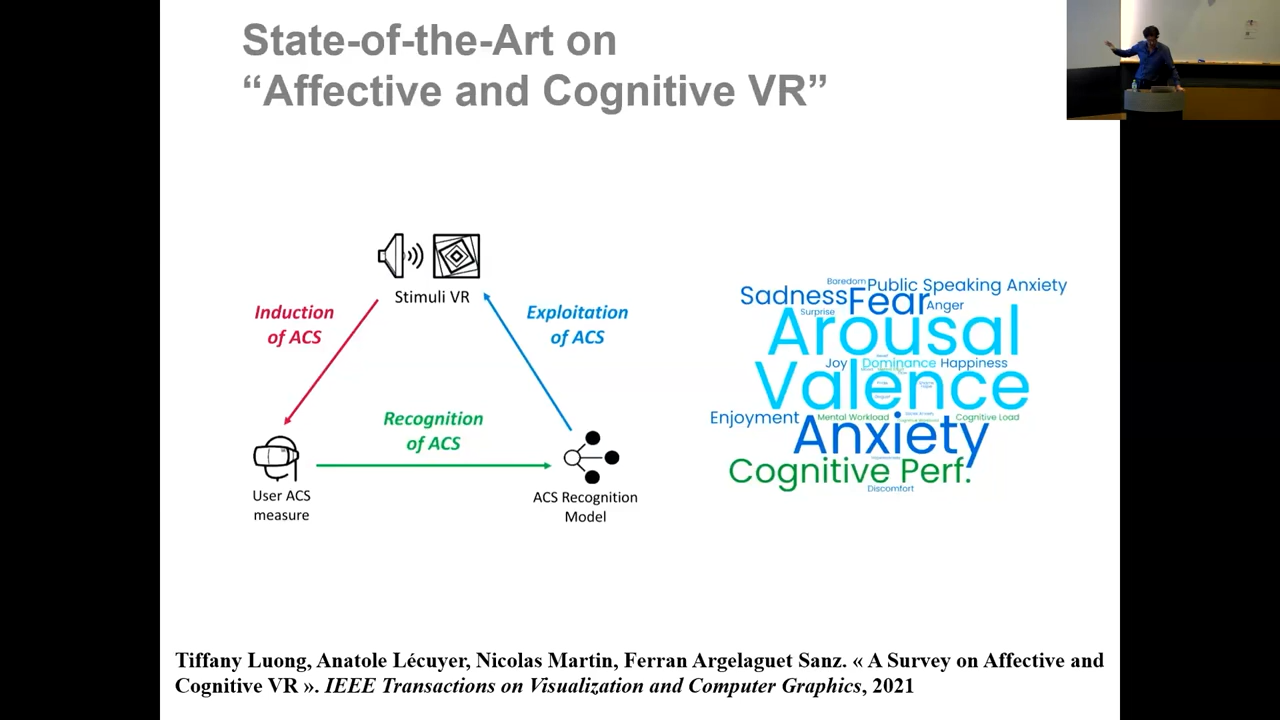 State-of-the-Art on
“Affective and Cognitive VR”
Stimuli VR
Induction
of ACS
Exploitation
of ACS
Recognition
of ACS
User ACS
measure
ACS Recognition
Model
Boredom
Public Speaking Anxiety
Sadness
Fear
Anger
Surprise
Arousal
Joy
Dominance
Happiness
Valence
Enjoyment
Mental Workload
Cognitive Load
Anxiety
Cognitive Perf.
Discomfort
Tiffany Luong, Anatole Lécuyer, Nicolas Martin, Ferran Argelaguet Sanz. « A Survey on Affective and
Cognitive VR ». IEEE Transactions on Visualization and Computer Graphics, 2021